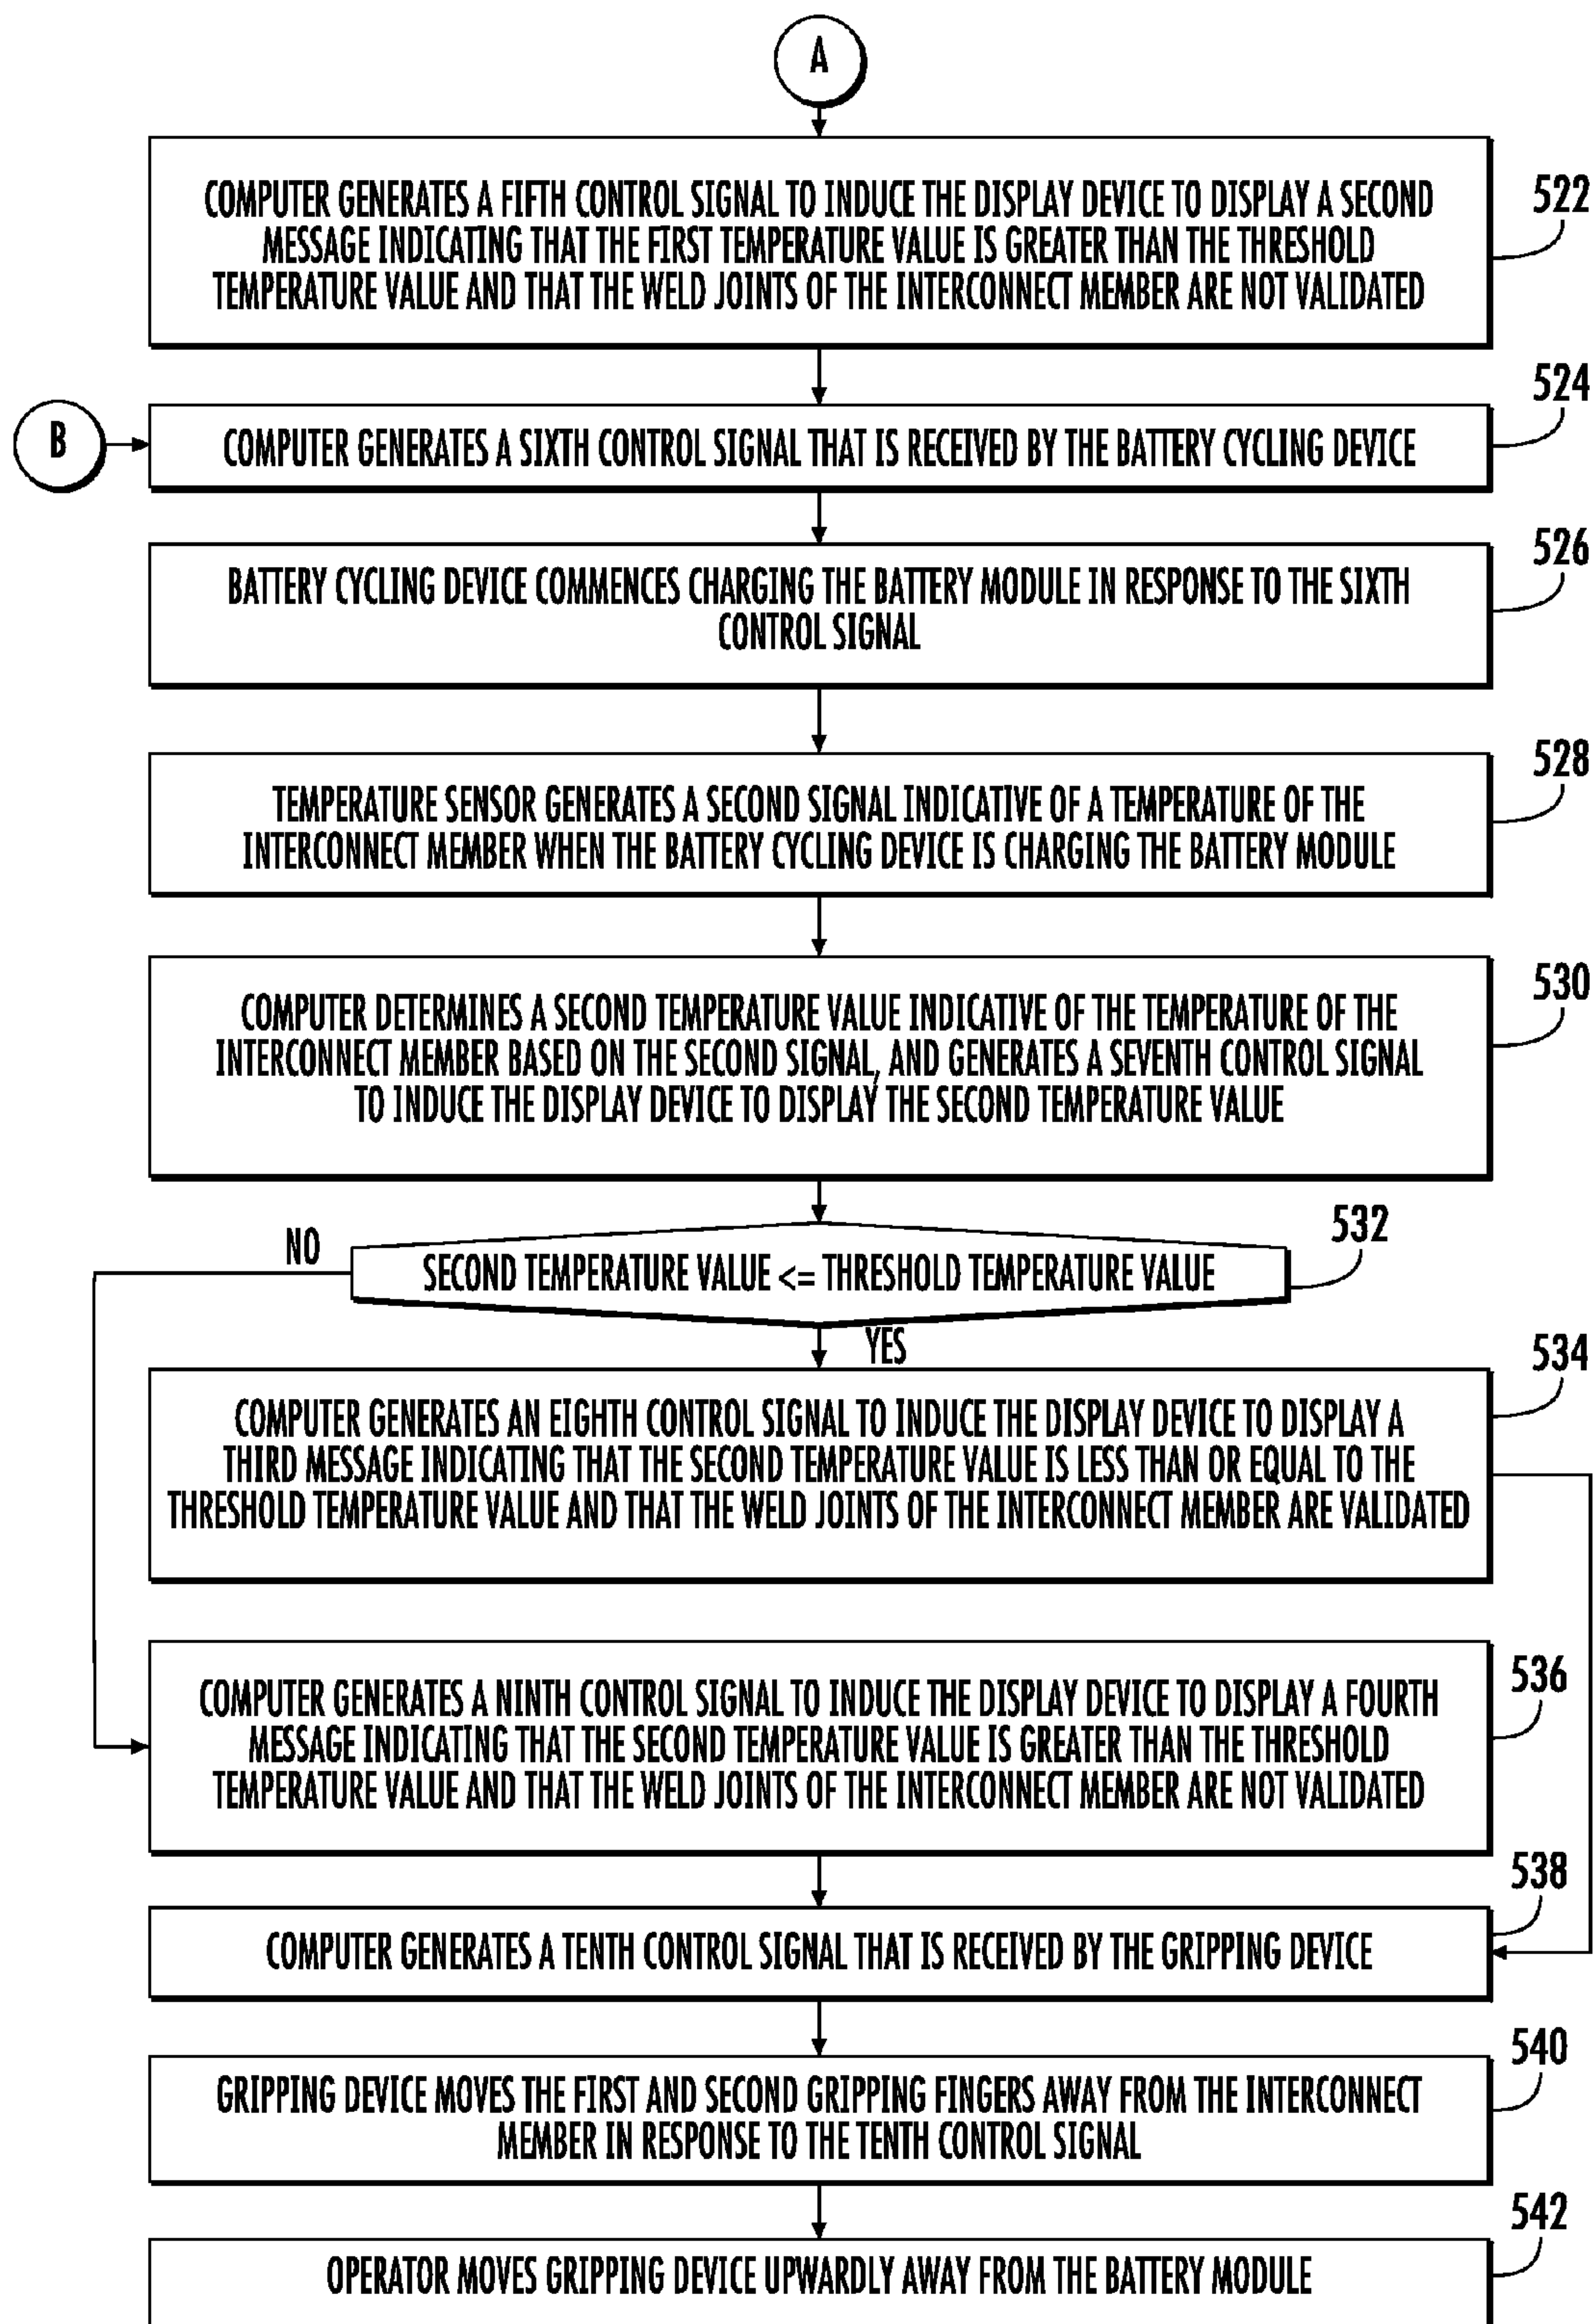 A
COMPUTER GENERATES A FIFTH CONTROL SIGNAL TO INDUCE THE DISPLAY DEVICE TO DISPLAY A SECOND
MESSAGE INDICATING THAT THE FIRST TEMPERATURE VALUE IS GREATER THAN THE THRESHOLD
TEMPERATURE VALUE AND THAT THE WELD JOINTS OF THE INTERCONNECT MEMBER ARE NOT VALIDATED
522
B
COMPUTER GENERATES A SIXTH CONTROL SIGNAL THAT IS RECEIVED BY THE BATTERY CYCLING DEVICE
524
BATTERY CYCLING DEVICE COMMENCES CHARGING THE BATTERY MODULE IN RESPONSE TO THE SIXTH
CONTROL SIGNAL
526
TEMPERATURE SENSOR GENERATES A SECOND SIGNAL INDICATIVE OF A TEMPERATURE OF THE
INTERCONNECT MEMBER WHEN THE BATTERY CYCLING DEVICE IS CHARGING THE BATTERY MODULE
528
COMPUTER DETERMINES A SECOND TEMPERATURE VALUE INDICATIVE OF THE TEMPERATURE OF THE
INTERCONNECT MEMBER BASED ON THE SECOND SIGNAL, AND GENERATES A SEVENTH CONTROL SIGNAL
TO INDUCE THE DISPLAY DEVICE TO DISPLAY THE SECOND TEMPERATURE VALUE
530
NO
SECOND TEMPERATURE VALUE <= THRESHOLD TEMPERATURE VALUE
532
YES
COMPUTER GENERATES AN EIGHTH CONTROL SIGNAL TO INDUCE THE DISPLAY DEVICE TO DISPLAY A
THIRD MESSAGE INDICATING THAT THE SECOND TEMPERATURE VALUE IS LESS THAN OR EQUAL TO THE
THRESHOLD TEMPERATURE VALUE AND THAT THE WELD JOINTS OF THE INTERCONNECT MEMBER ARE VALIDATED
534
COMPUTER GENERATES A NINTH CONTROL SIGNAL TO INDUCE THE DISPLAY DEVICE TO DISPLAY A FOURTH
MESSAGE INDICATING THAT THE SECOND TEMPERATURE VALUE IS GREATER THAN THE THRESHOLD
TEMPERATURE VALUE AND THAT THE WELD JOINTS OF THE INTERCONNECT MEMBER ARE NOT VALIDATED
536
COMPUTER GENERATES A TENTH CONTROL SIGNAL THAT IS RECEIVED BY THE GRIPPING DEVICE
538
GRIPPING DEVICE MOVES THE FIRST AND SECOND GRIPPING FINGERS AWAY FROM THE INTERCONNECT
MEMBER IN RESPONSE TO THE TENTH CONTROL SIGNAL
540
OPERATOR MOVES GRIPPING DEVICE UPWARDLY AWAY FROM THE BATTERY MODULE
542